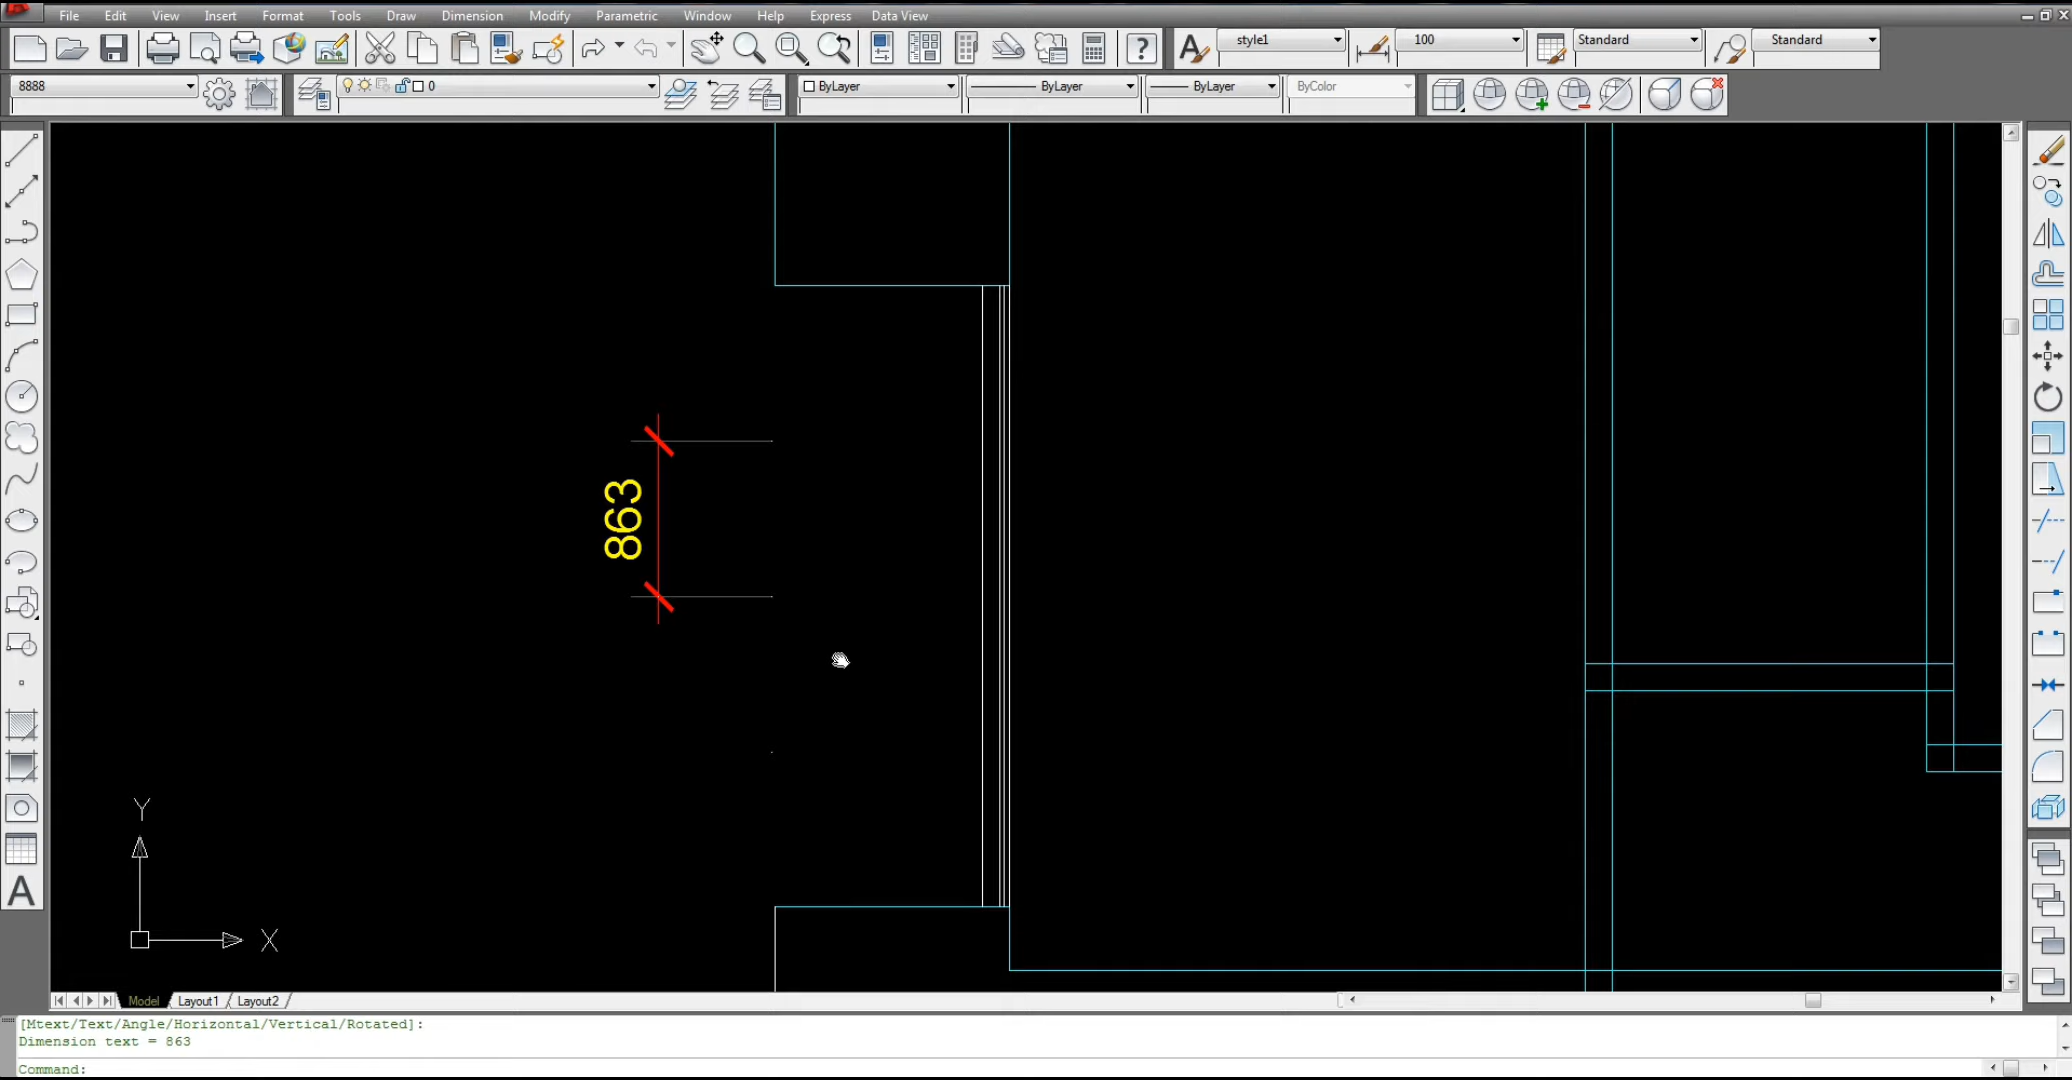 File Edit View Insert Format Tools Draw Dimension Modify Parametric Window Help Express Data View
style1 100 Standard Standard
8888 0 ByLayer ByLayer ByLayer ByColor
863
Y
X
Model Layout1 Layout2
[Mtext/Text/Angle/Horizontal/Vertical/Rotated]:
Dimension text = 863
Command: